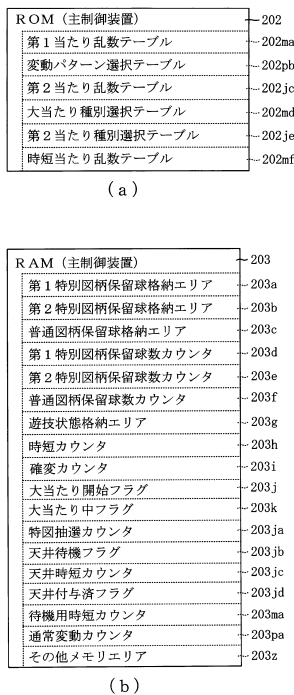 ROM(主制御装置) 202
第1当たり乱数テーブル 202ma
変動パターン選択テーブル 202pb
第2当たり乱数テーブル 202jc
大当たり種別選択テーブル 202md
第2当たり種別選択テーブル 202je
時短当たり乱数テーブル 202mf
(a)
RAM(主制御装置) 203
第1特別図柄保留球格納エリア 203a
第2特別図柄保留球格納エリア 203b
普通図柄保留球格納エリア 203c
第1特別図柄保留球数カウンタ 203d
第2特別図柄保留球数カウンタ 203e
普通図柄保留球数カウンタ 203f
遊技状態格納エリア 203g
時短カウンタ 203h
確変カウンタ 203i
大当たり開始フラグ 203j
大当たり中フラグ 203k
特図抽選カウンタ 203ja
天井待機フラグ 203jb
天井時短カウンタ 203jc
天井付与済フラグ 203jd
待機用時短カウンタ 203ma
通常変動カウンタ 203pa
その他メモリエリア 203z
(b)